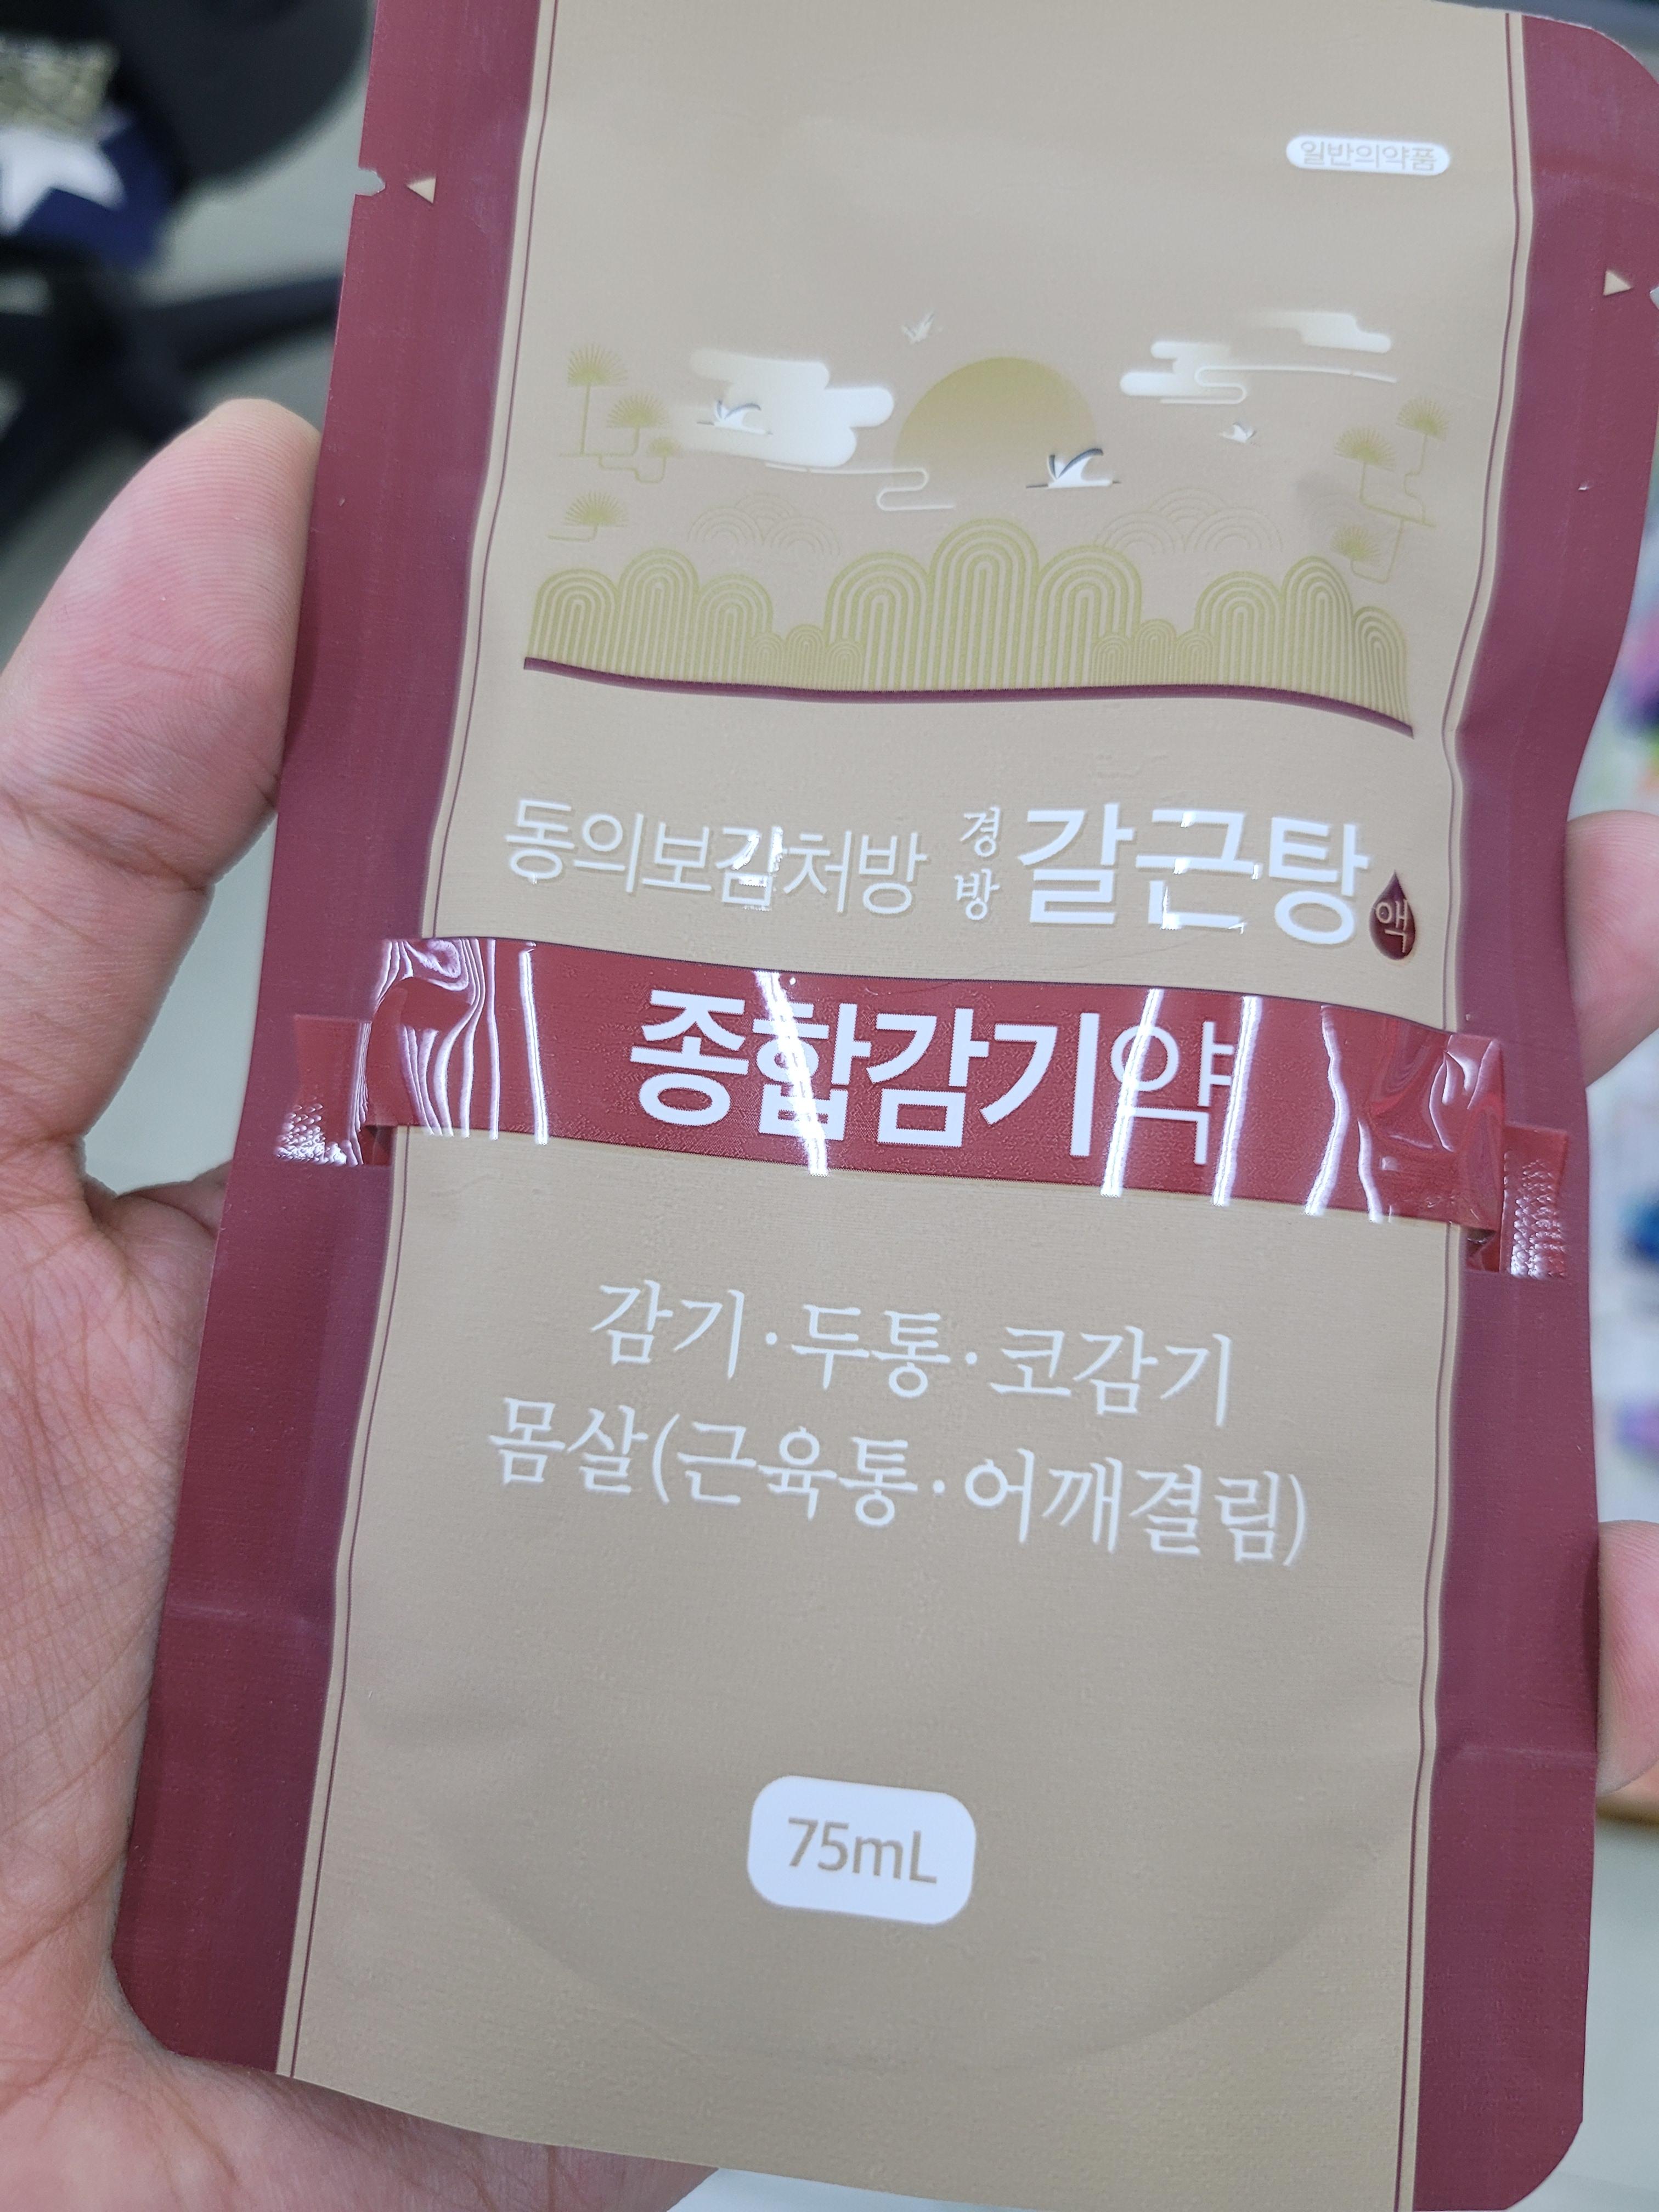 일반의약품
동의보감처방 경방 갈근탕액
종합감기약
감기·두통·코감기
몸살(근육통·어깨결림)
75mL